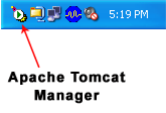 5:19 PM
Apache Tomcat
Manager